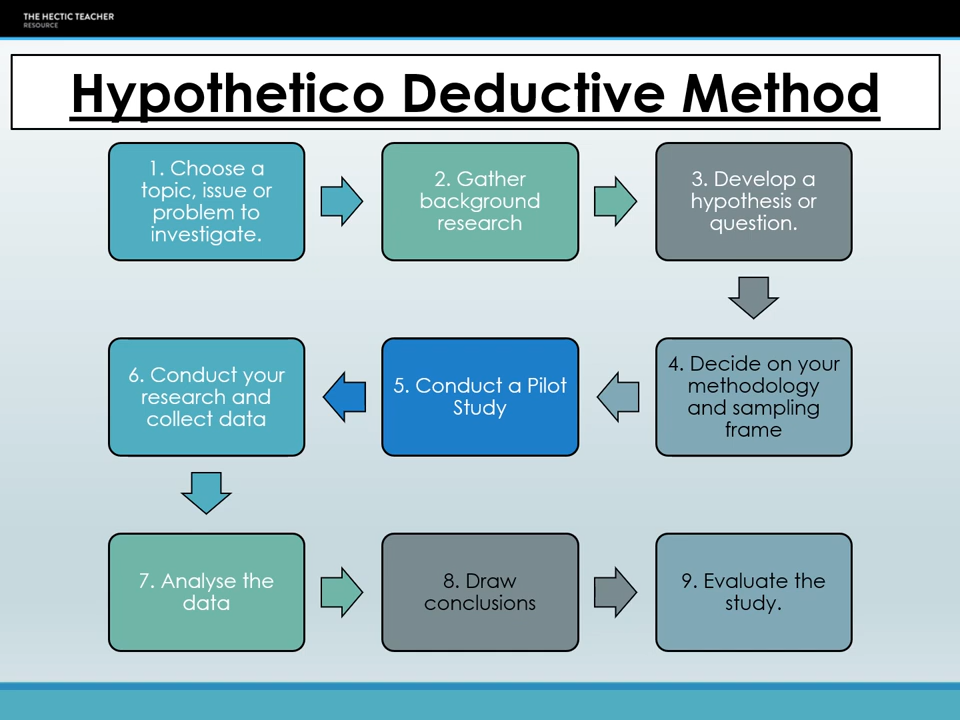 THE HECTIC TEACHER
RESOURCE
Hypothetico Deductive Method
1. Choose a
topic, issue or
problem to
investigate.
2. Gather
background
research
3. Develop a
hypothesis or
question.
4. Decide on your
methodology
and sampling
frame
5. Conduct a Pilot
Study
6. Conduct your
research and
collect data
7. Analyse the
data
8. Draw
conclusions
9. Evaluate the
study.